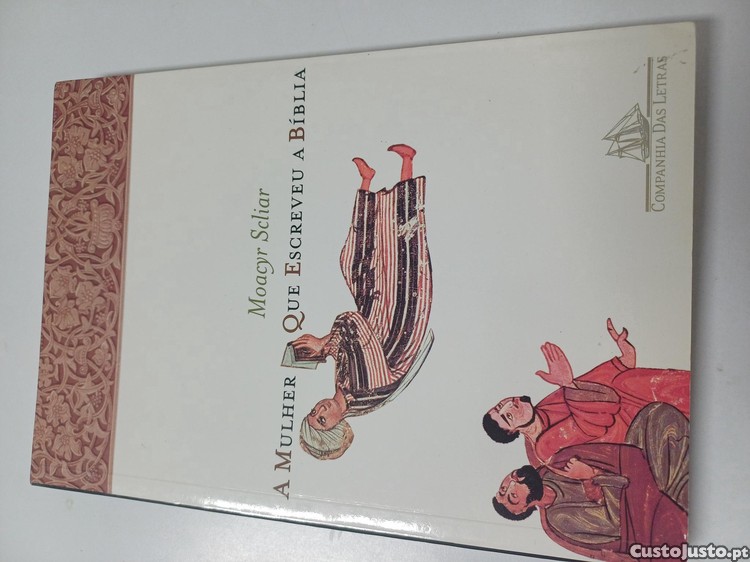 Moacyr Scliar
A Mulher
Que Escreveu a Bíblia
Companhia Das Letras
CustoJusto.pt